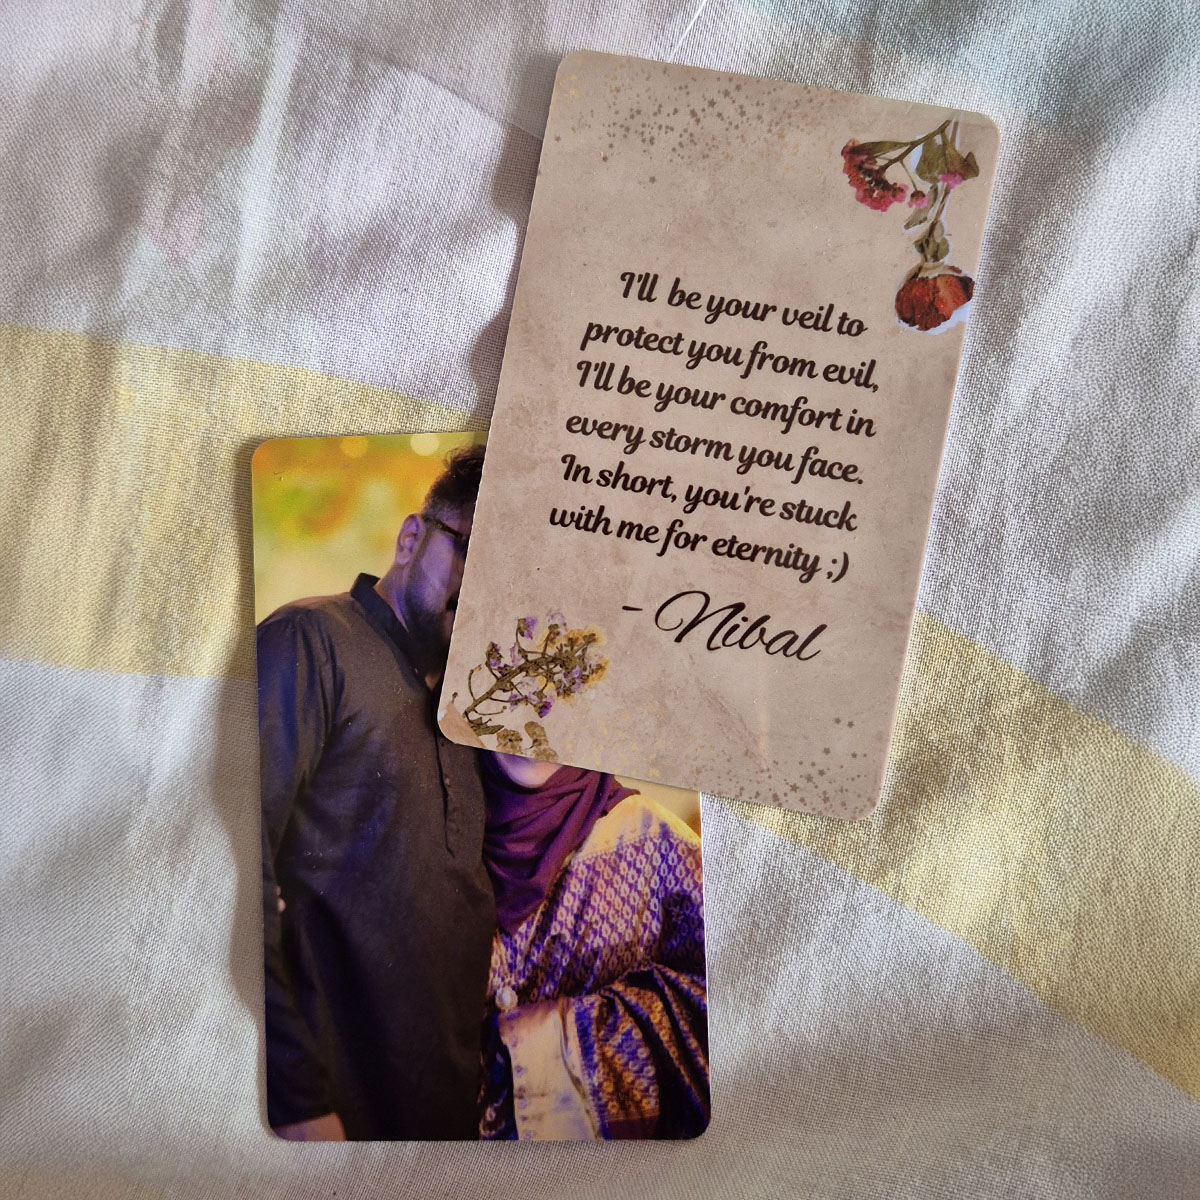 I'll be your veil to
protect you from evil,
I'll be your comfort in
every storm you face.
In short, you're stuck
with me for eternity ;)
- Nibal